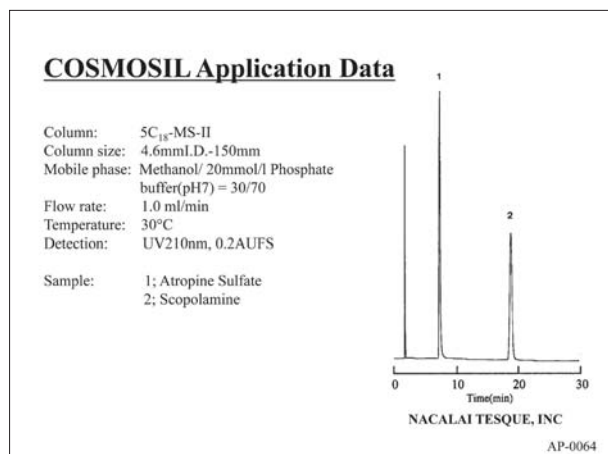 COSMOSIL Application Data
Column: 5C₁₈-MS-II
Column size: 4.6mmI.D.-150mm
Mobile phase: Methanol/ 20mmol/l Phosphate
buffer(pH7) = 30/70
Flow rate: 1.0 ml/min
Temperature: 30°C
Detection: UV210nm, 0.2AUFS
Sample: 1; Atropine Sulfate
2; Scopolamine
1
2
0 10 20 30
Time(min)
NACALAI TESQUE, INC
AP-0064